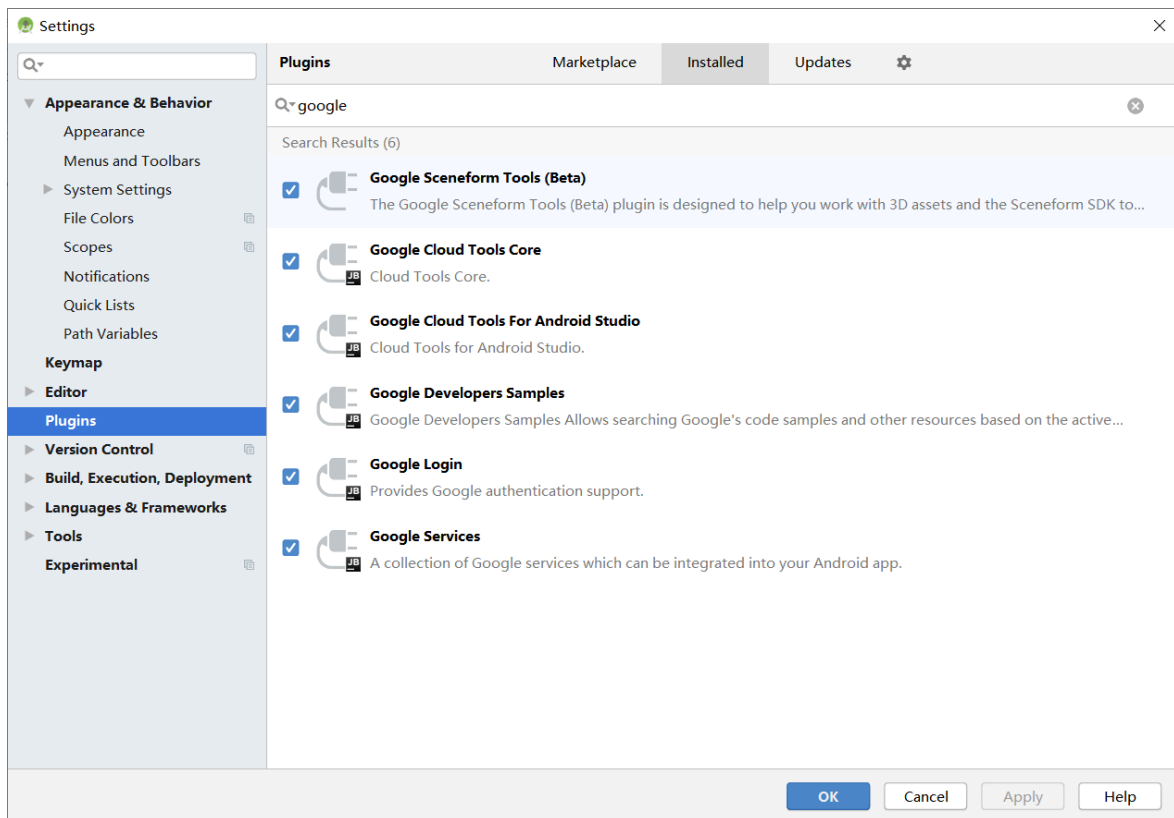 Settings
Appearance & Behavior
Appearance
Menus and Toolbars
System Settings
File Colors
Scopes
Notifications
Quick Lists
Path Variables
Keymap
Editor
Plugins
Version Control
Build, Execution, Deployment
Languages & Frameworks
Tools
Experimental
Plugins
Marketplace
Installed
Updates
google
Search Results (6)
Google Sceneform Tools (Beta)
The Google Sceneform Tools (Beta) plugin is designed to help you work with 3D assets and the Sceneform SDK to...
Google Cloud Tools Core
JB
Cloud Tools Core.
Google Cloud Tools For Android Studio
JB
Cloud Tools for Android Studio.
Google Developers Samples
JB
Google Developers Samples Allows searching Google's code samples and other resources based on the active...
Google Login
JB
Provides Google authentication support.
Google Services
JB
A collection of Google services which can be integrated into your Android app.
OK
Cancel
Apply
Help